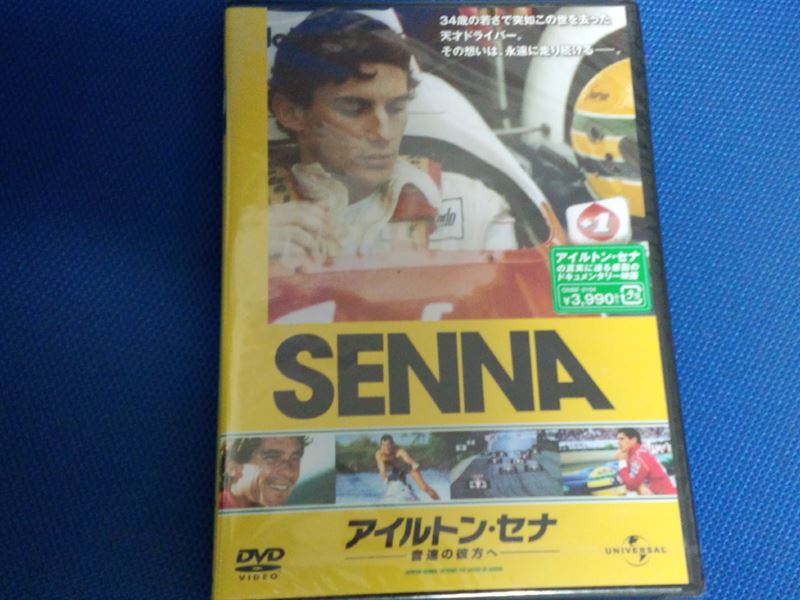 34歳の若さで突如この世を去った
天才ドライバー。
その想いは、永遠に走り続ける──。
+1
アイルトン・セナ
の真実に迫る感動の
ドキュメンタリー映画
¥3,990
SENNA
アイルトン・セナ
音速の彼方へ
DVD
VIDEO
UNIVERSAL